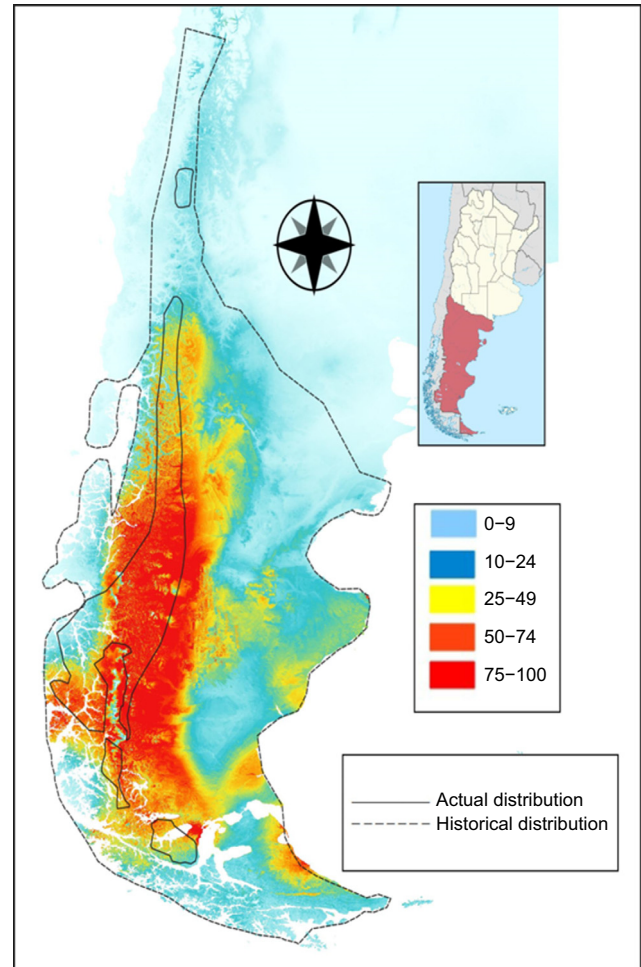 0–9
10–24
25–49
50–74
75–100
Actual distribution
Historical distribution